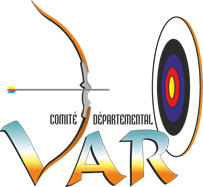 COMITÉ DÉPARTEMENTAL
VAR